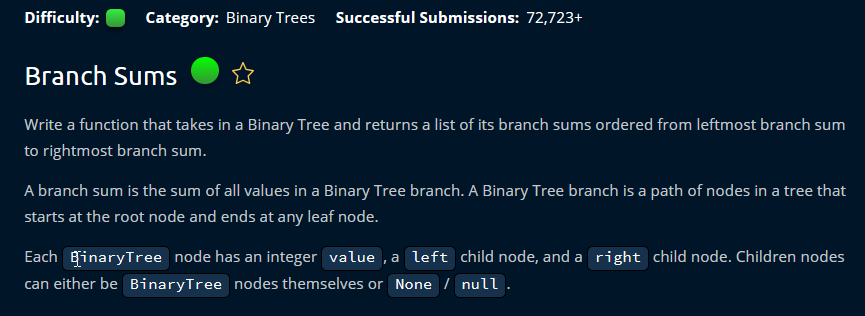 Difficulty: Category: Binary Trees Successful Submissions: 72,723+
Branch Sums
Write a function that takes in a Binary Tree and returns a list of its branch sums ordered from leftmost branch sum
to rightmost branch sum.
A branch sum is the sum of all values in a Binary Tree branch. A Binary Tree branch is a path of nodes in a tree that
starts at the root node and ends at any leaf node.
Each BinaryTree node has an integer value, a left child node, and a right child node. Children nodes
can either be BinaryTree nodes themselves or None / null.